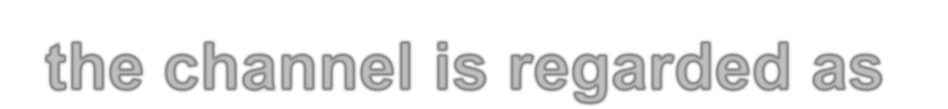 the channel is regarded as